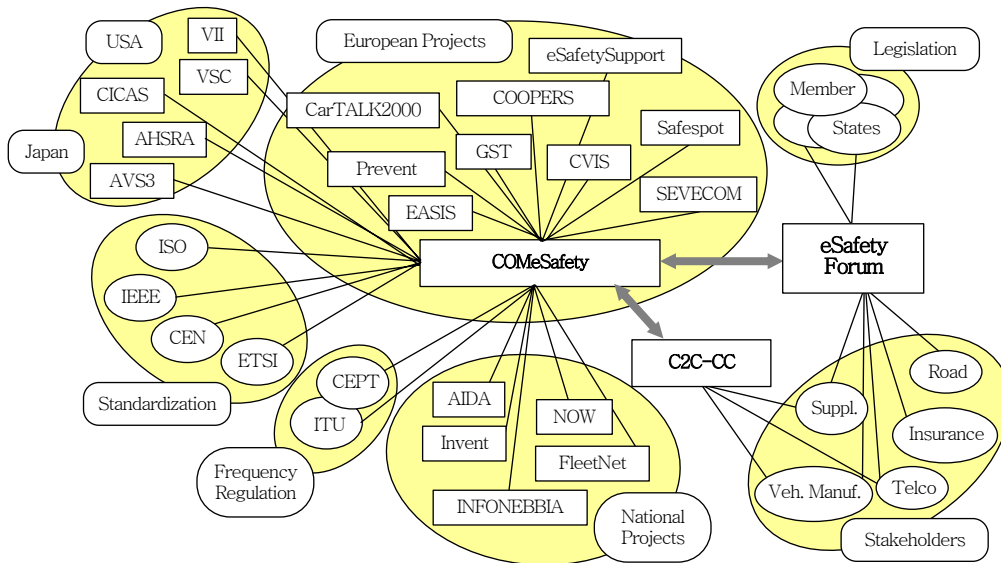 USA
VII
European Projects
eSafetySupport
Legislation
VSC
CICAS
CarTALK2000
COOPERS
Member
States
Japan
AHSRA
GST
Safespot
Prevent
CVIS
AVS3
EASIS
SEVECOM
ISO
COMeSafety
eSafety
Forum
IEEE
CEN
ETSI
C2C-CC
Standardization
CEPT
ITU
AIDA
NOW
Road
Suppl.
Invent
Insurance
Frequency
Regulation
FleetNet
INFONEBBIA
Veh. Manuf.
Telco
National
Projects
Stakeholders